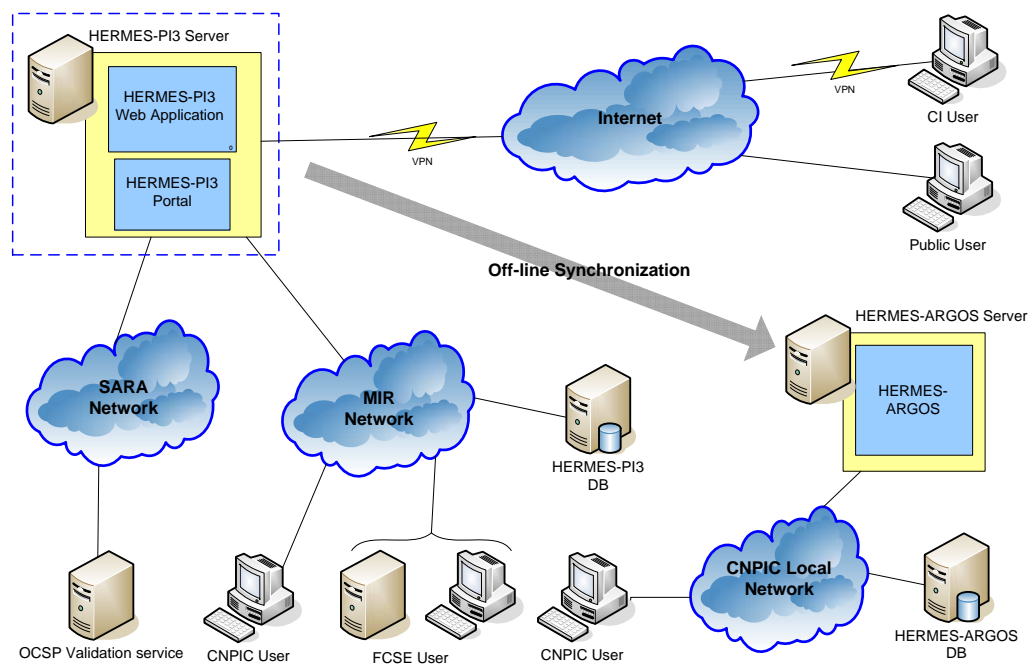 HERMES-PI3 Server
HERMES-PI3
Web Application
HERMES-PI3
Portal
VPN
Internet
VPN
CI User
Public User
Off-line Synchronization
HERMES-ARGOS Server
HERMES-
ARGOS
SARA
Network
MIR
Network
HERMES-PI3
DB
CNPIC Local
Network
OCSP Validation service
CNPIC User
FCSE User
CNPIC User
HERMES-ARGOS
DB